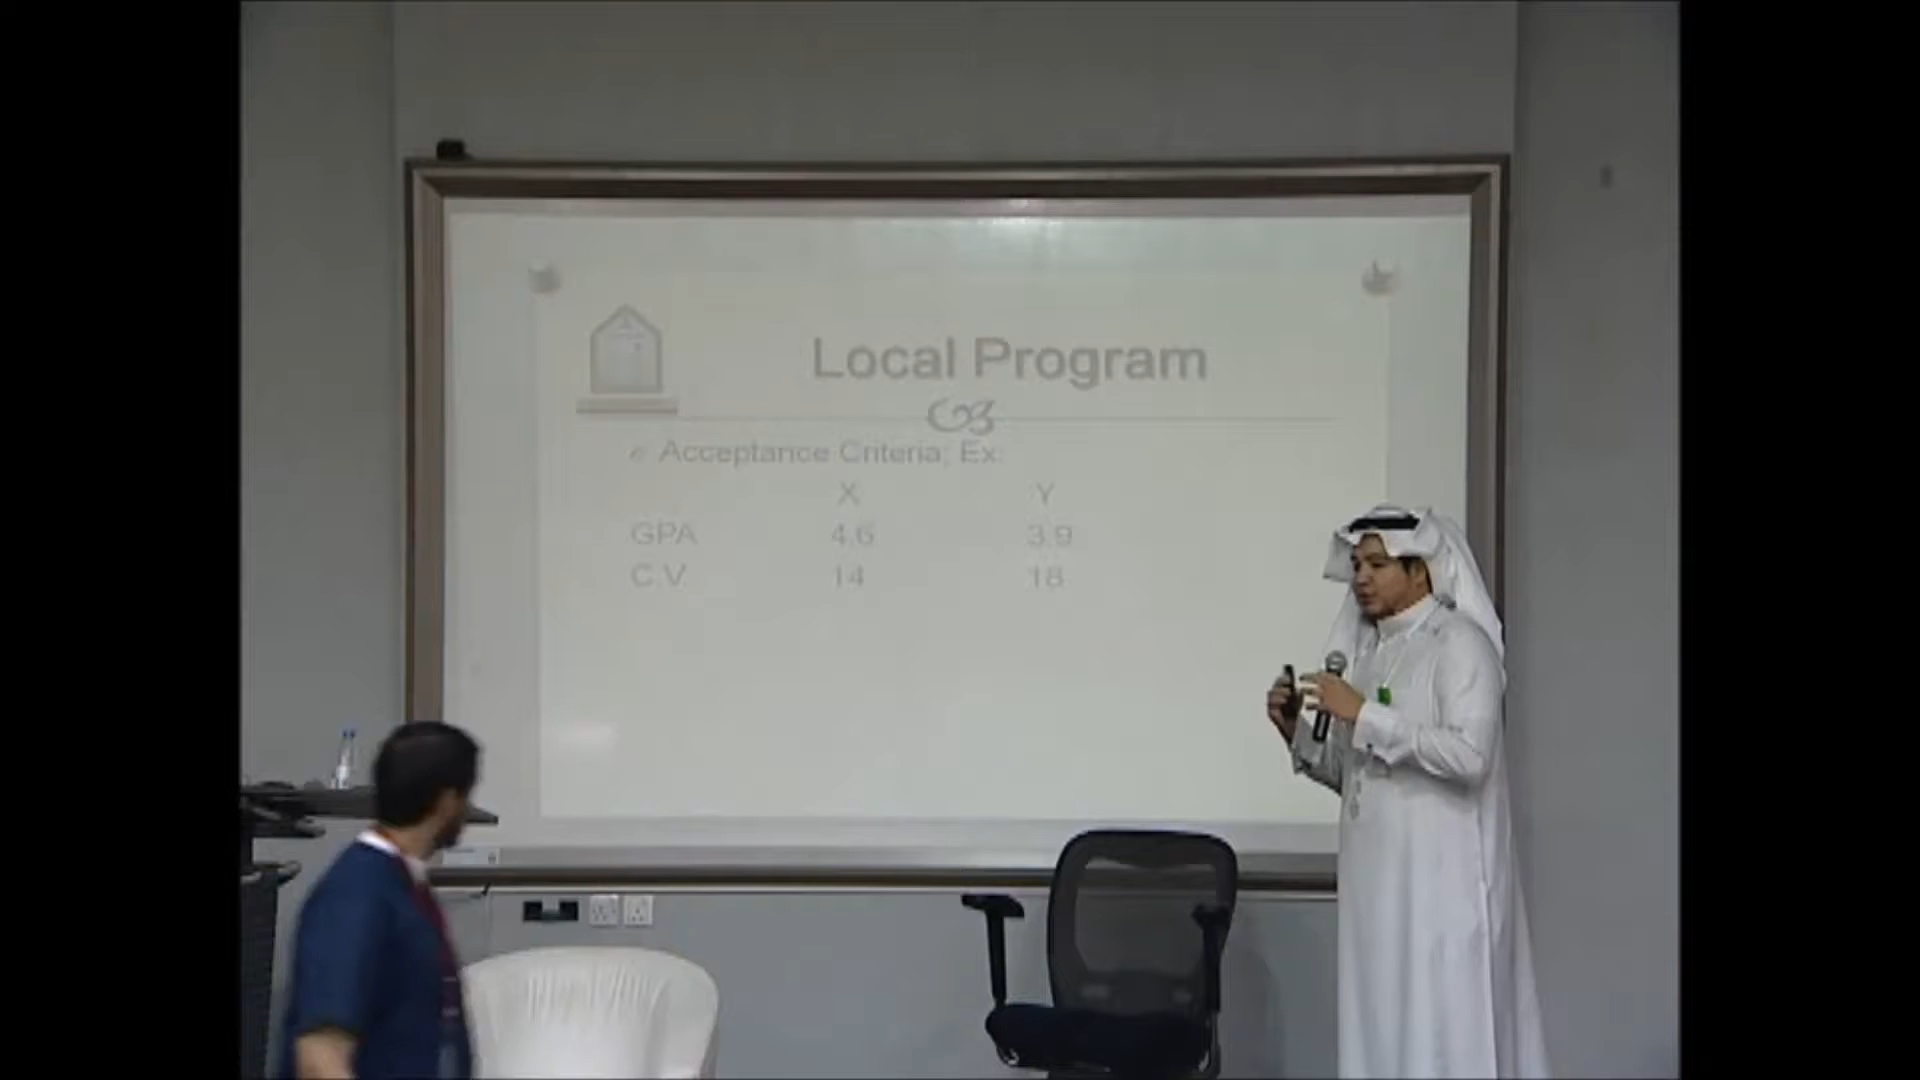 Local Program
Acceptance Criteria; Ex:
X Y
GPA 4.6 3.9
C.V. 14 18